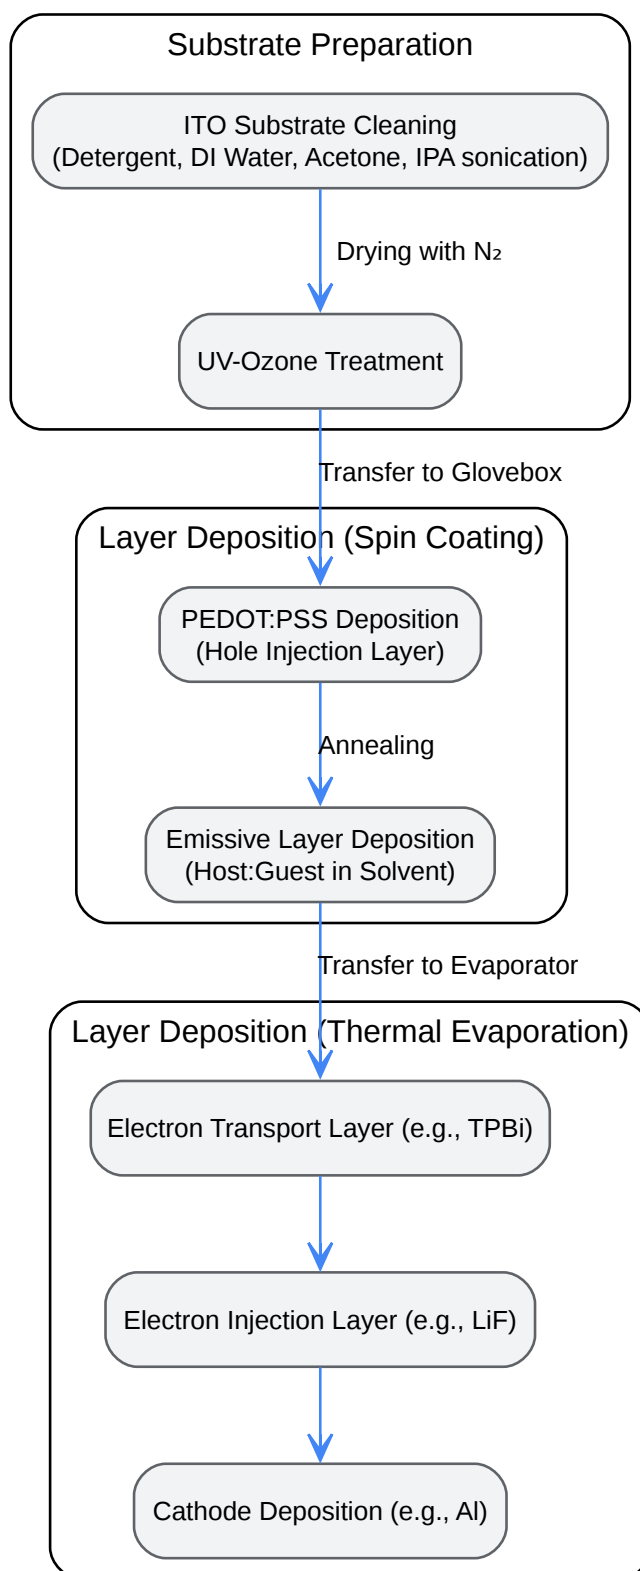 Substrate Preparation
ITO Substrate Cleaning
(Detergent, DI Water, Acetone, IPA sonication)
Drying with N₂
UV-Ozone Treatment
Transfer to Glovebox
Layer Deposition (Spin Coating)
PEDOT:PSS Deposition
(Hole Injection Layer)
Annealing
Emissive Layer Deposition
(Host:Guest in Solvent)
Transfer to Evaporator
Layer Deposition (Thermal Evaporation)
Electron Transport Layer (e.g., TPBi)
Electron Injection Layer (e.g., LiF)
Cathode Deposition (e.g., Al)